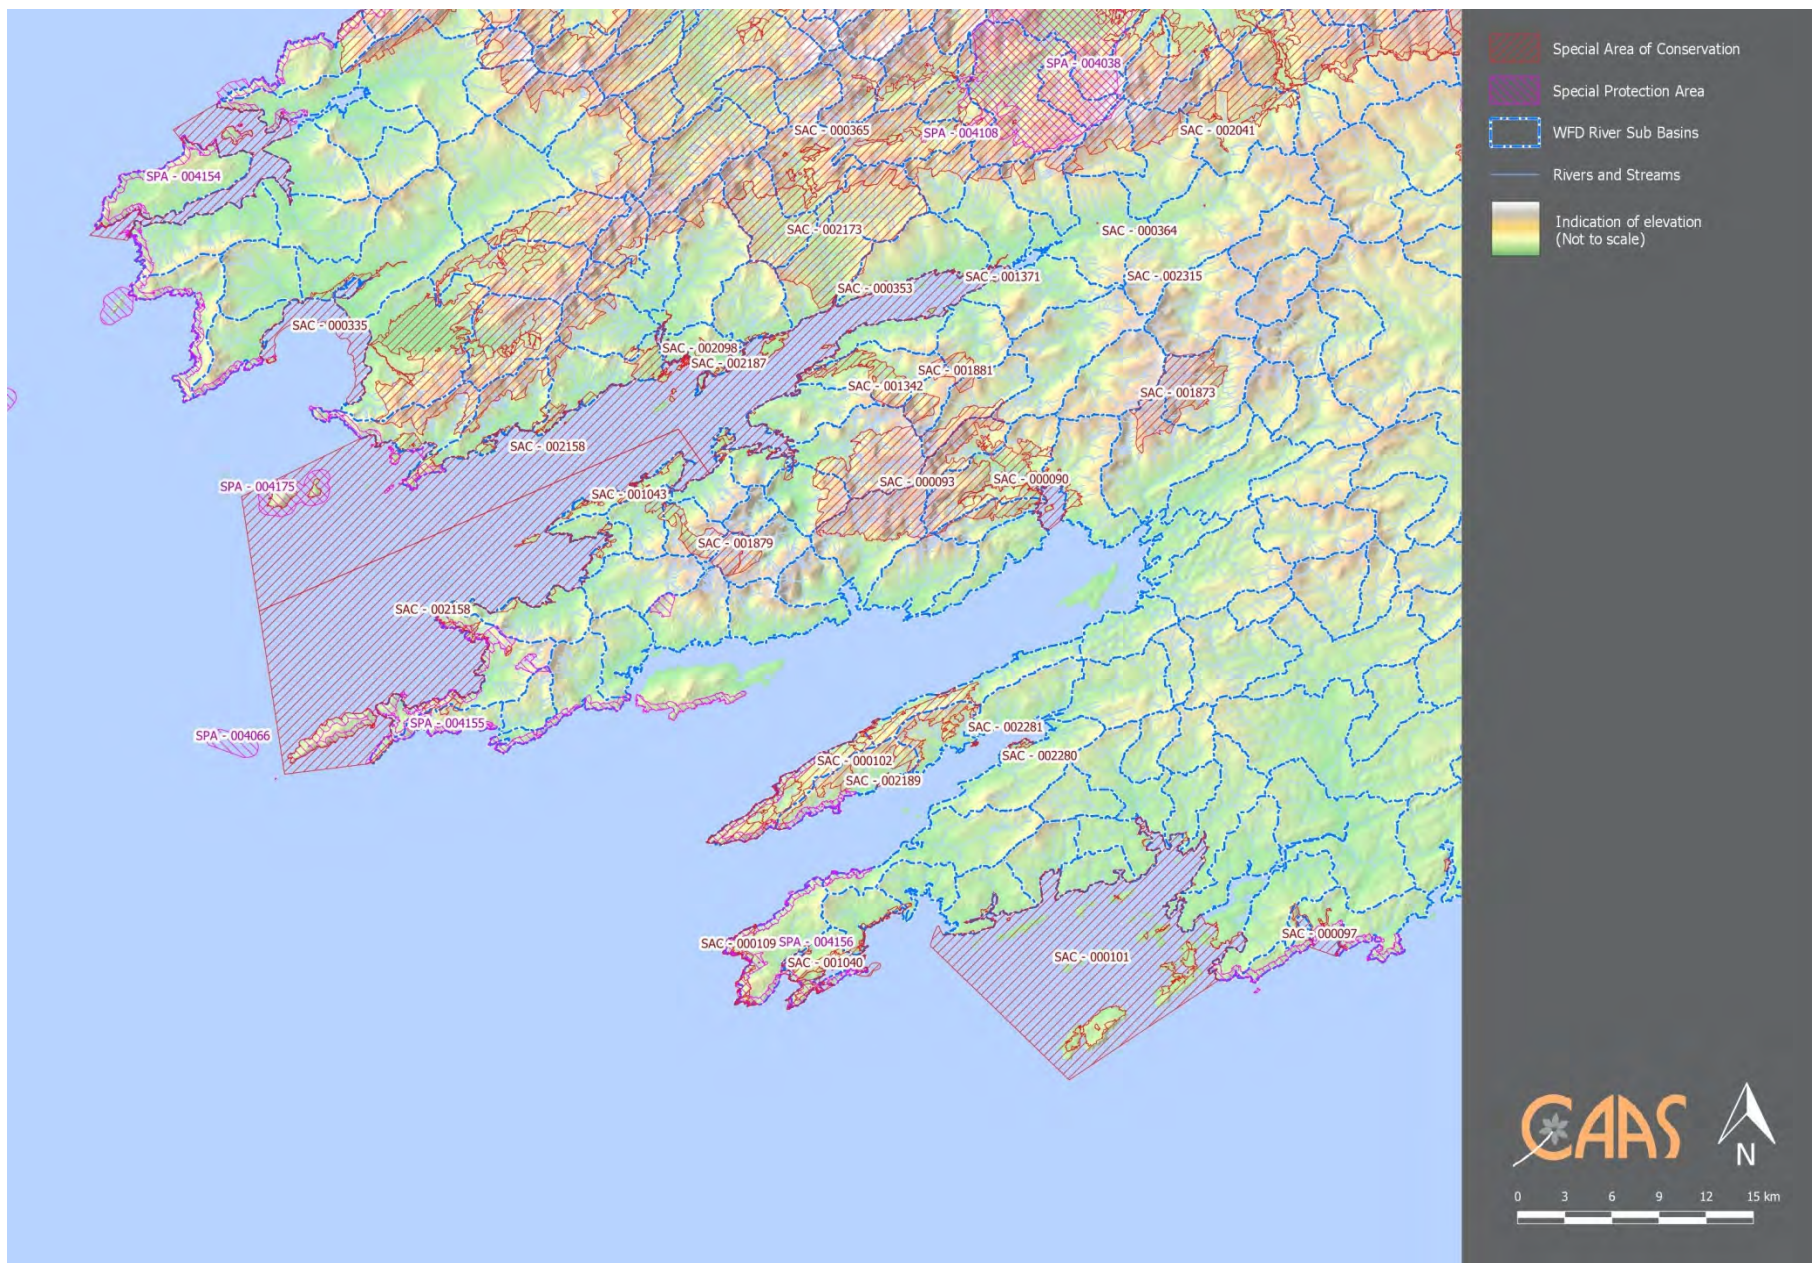 SPA - 004038
SAC - 000365
SPA - 004108
SAC - 002041
SPA - 004154
SAC - 002173
SAC - 000364
SAC - 001371
SAC - 002315
SAC - 000353
SAC - 000335
SAC - 002098
SAC - 002187
SAC - 001881
SAC - 001342
SAC - 001873
SAC - 002158
SPA - 004175
SAC - 001043
SAC - 000093
SAC - 000090
SAC - 001879
SAC - 002158
SPA - 004155
SPA - 004066
SAC - 002281
SAC - 000102
SAC - 002280
SAC - 002189
SAC - 000109
SPA - 004156
SAC - 001040
SAC - 000101
SAC - 000097
Special Area of Conservation
Special Protection Area
WFD River Sub Basins
Rivers and Streams
Indication of elevation
(Not to scale)
CAAS
N
0 3 6 9 12 15 km